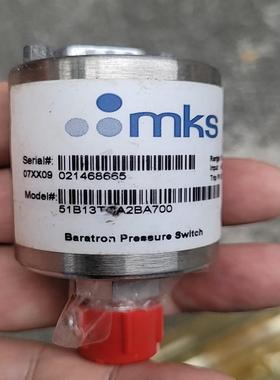 mks
Serial#:
07XX09 021468665
Model#:
Baratron Pressure Switch